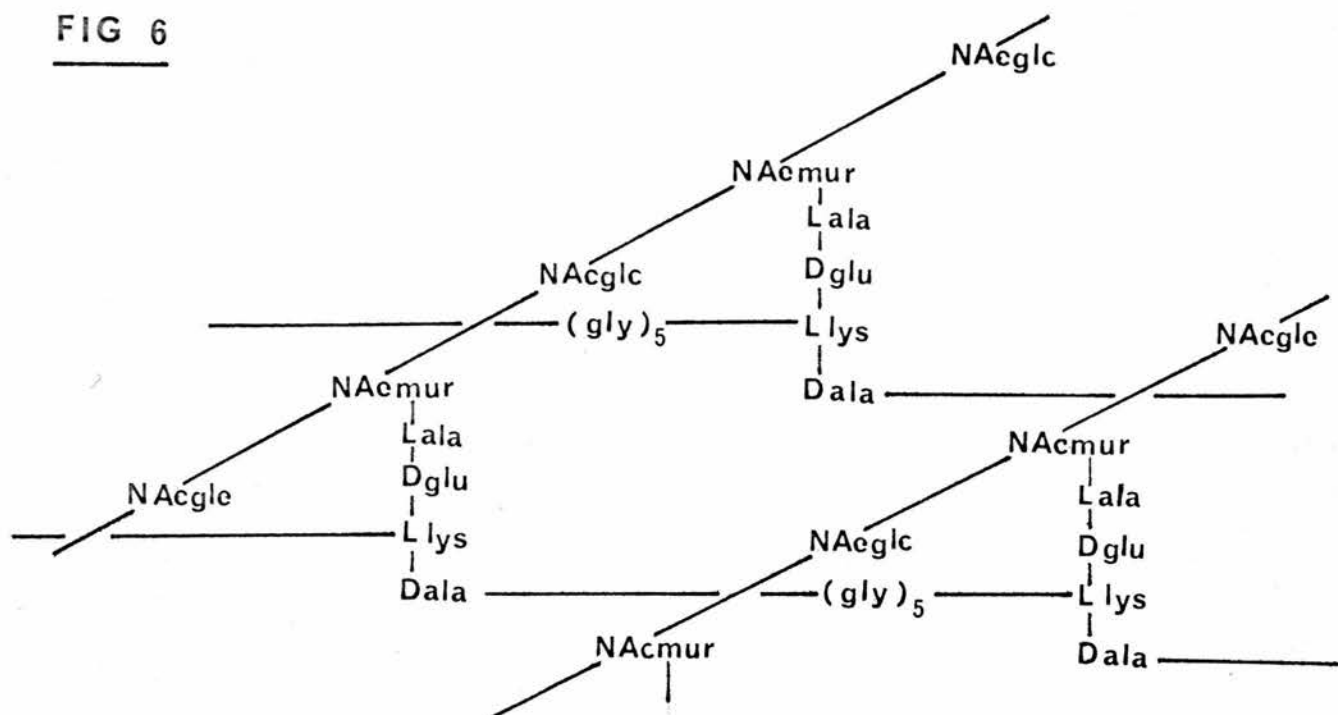 FIG 6
NAcglc
NAcmur
Lala
Dglu
NAcglc
(gly)5
Llys
NAcglc
NAcmur
Dala
Lala
NAcmur
Dglu
NAcglc
Lala
Llys
NAcglc
Dglu
Dala
(gly)5
Llys
NAcmur
Dala